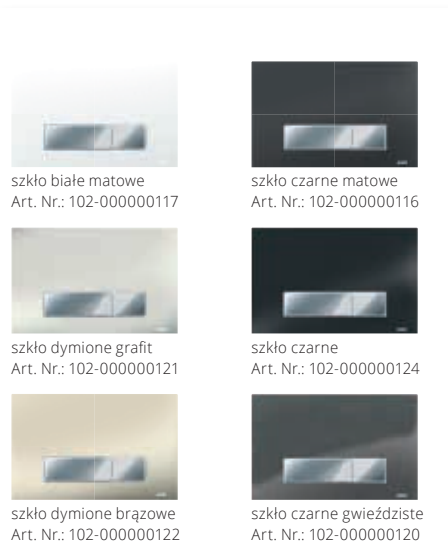 szkło białe matowe
Art. Nr.: 102-000000117
szkło czarne matowe
Art. Nr.: 102-000000116
szkło dymione grafit
Art. Nr.: 102-000000121
szkło czarne
Art. Nr.: 102-000000124
szkło dymione brązowe
Art. Nr.: 102-000000122
szkło czarne gwieździste
Art. Nr.: 102-000000120